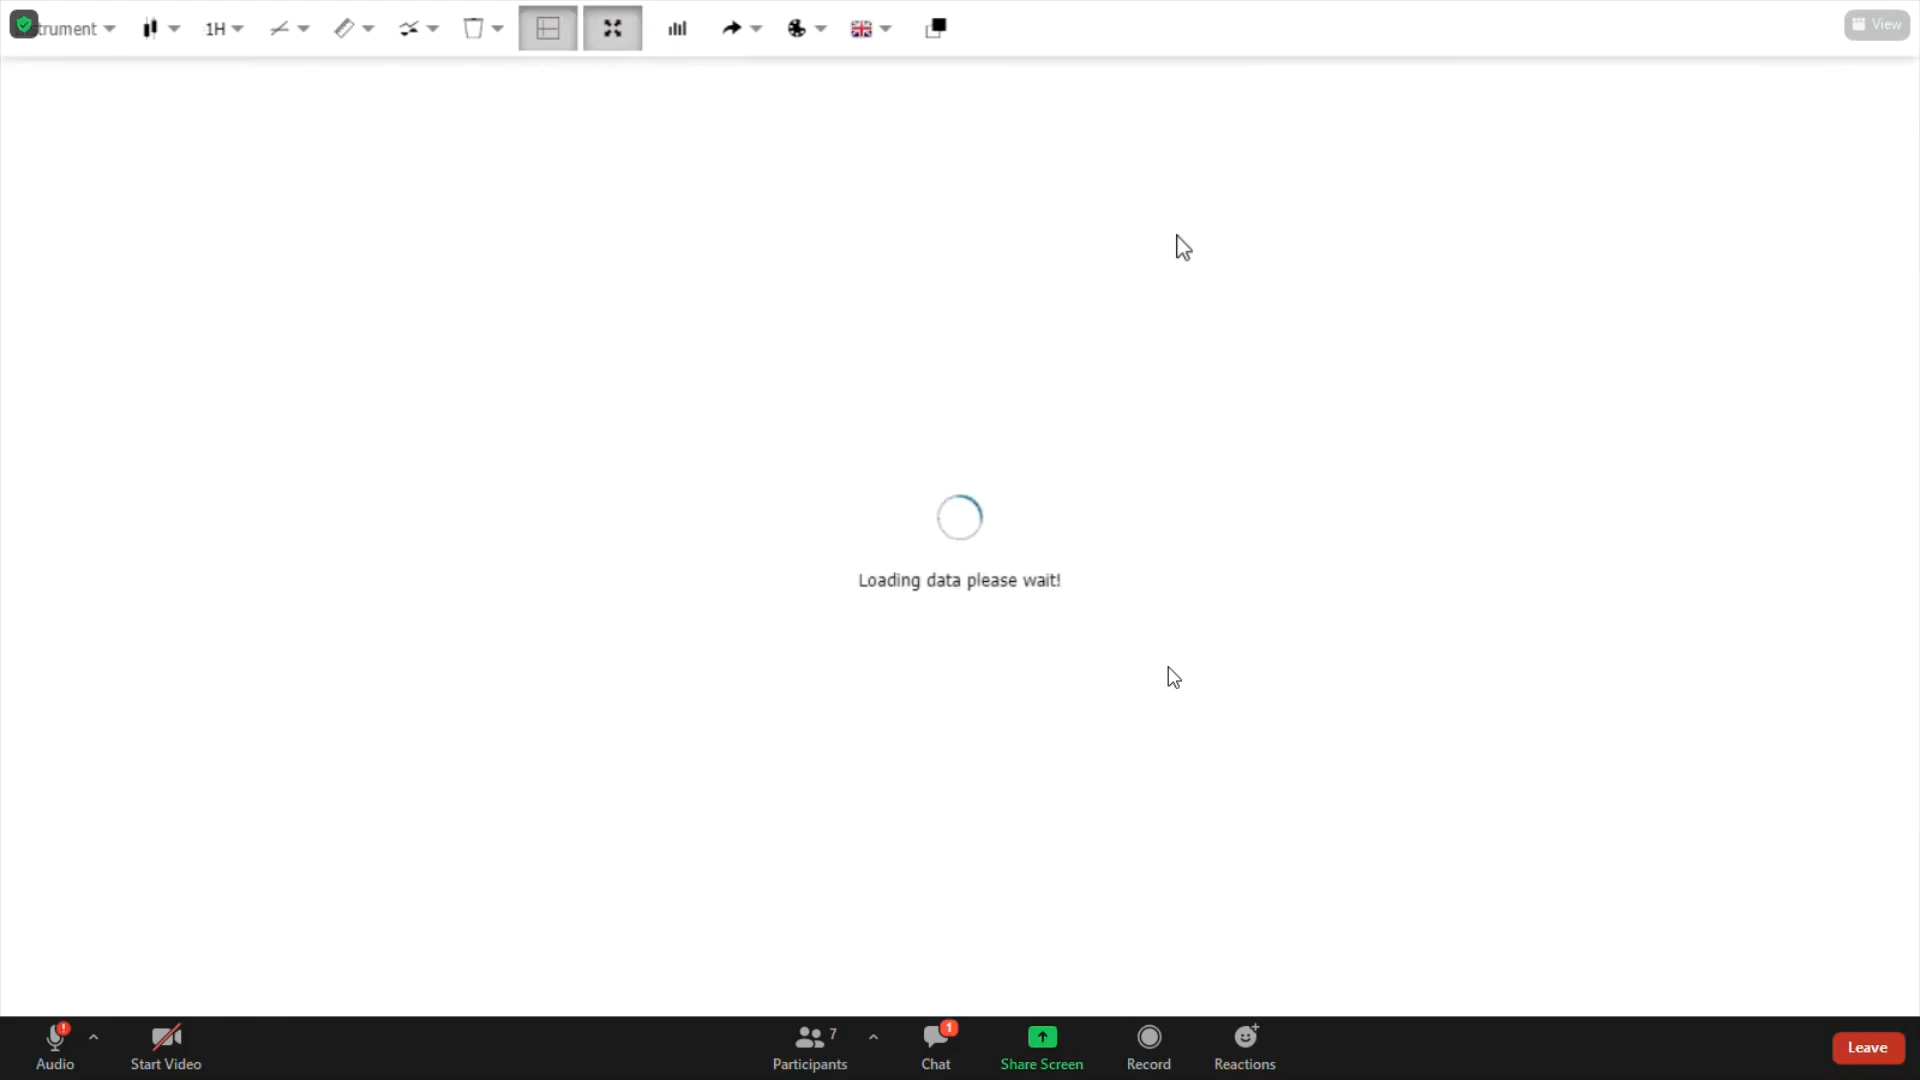 trument
1H
View
Loading data please wait!
Audio
Start Video
7
Participants
1
Chat
Share Screen
Record
Reactions
Leave